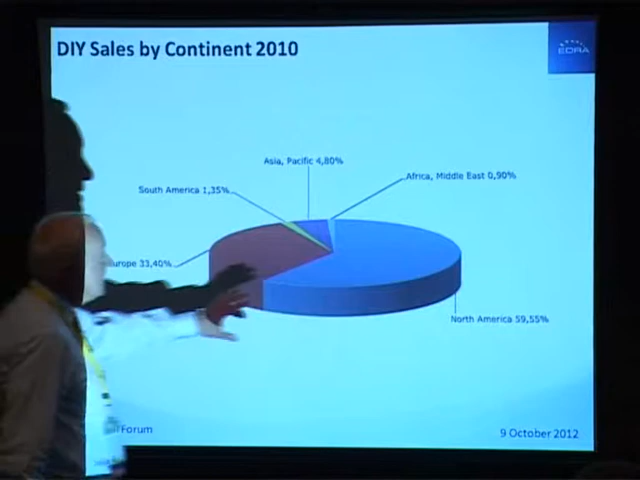 DIY Sales by Continent 2010
EDRA
Asia, Pacific 4,80%
Africa, Middle East 0,90%
South America 1,35%
urope 33,40%
North America 59,55%
Forum
9 October 2012